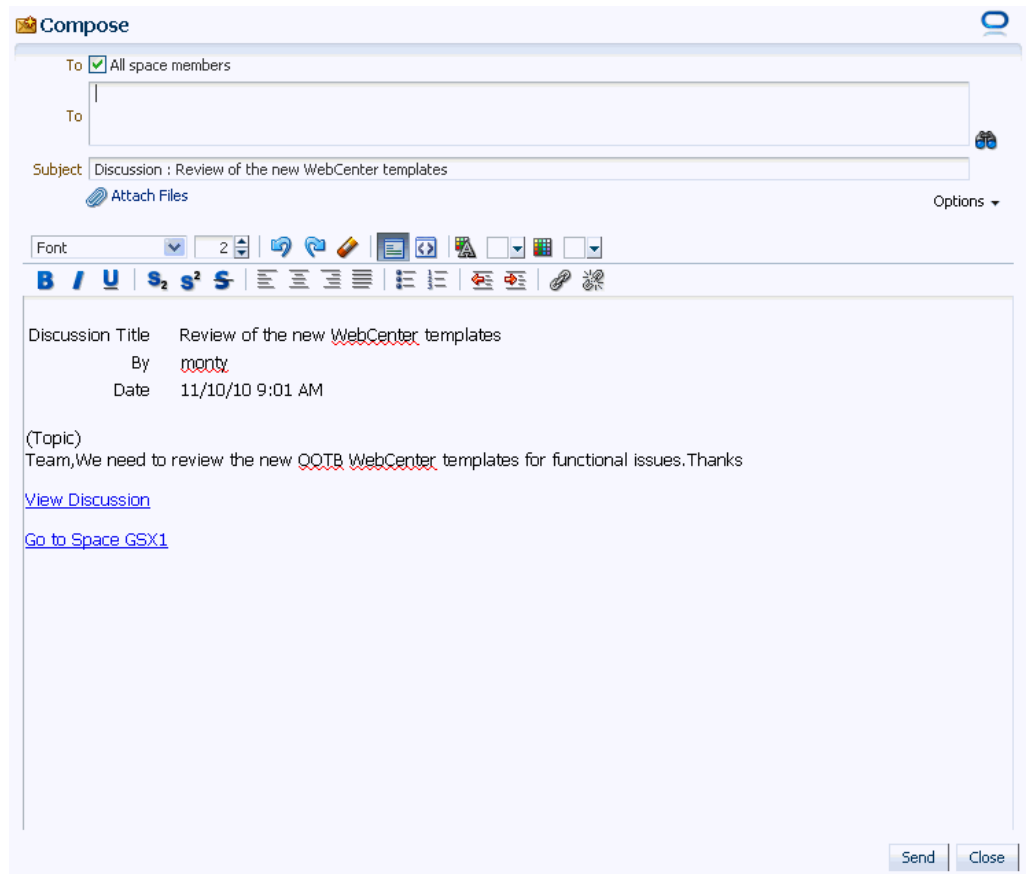 Compose
To All space members
To
Subject Discussion : Review of the new WebCenter templates
Attach Files
Options
Font 2
B I U S2 S2 S
Discussion Title Review of the new WebCenter templates
By monty
Date 11/10/10 9:01 AM
(Topic)
Team,We need to review the new OOTB WebCenter templates for functional issues.Thanks
View Discussion
Go to Space GSX1
Send Close